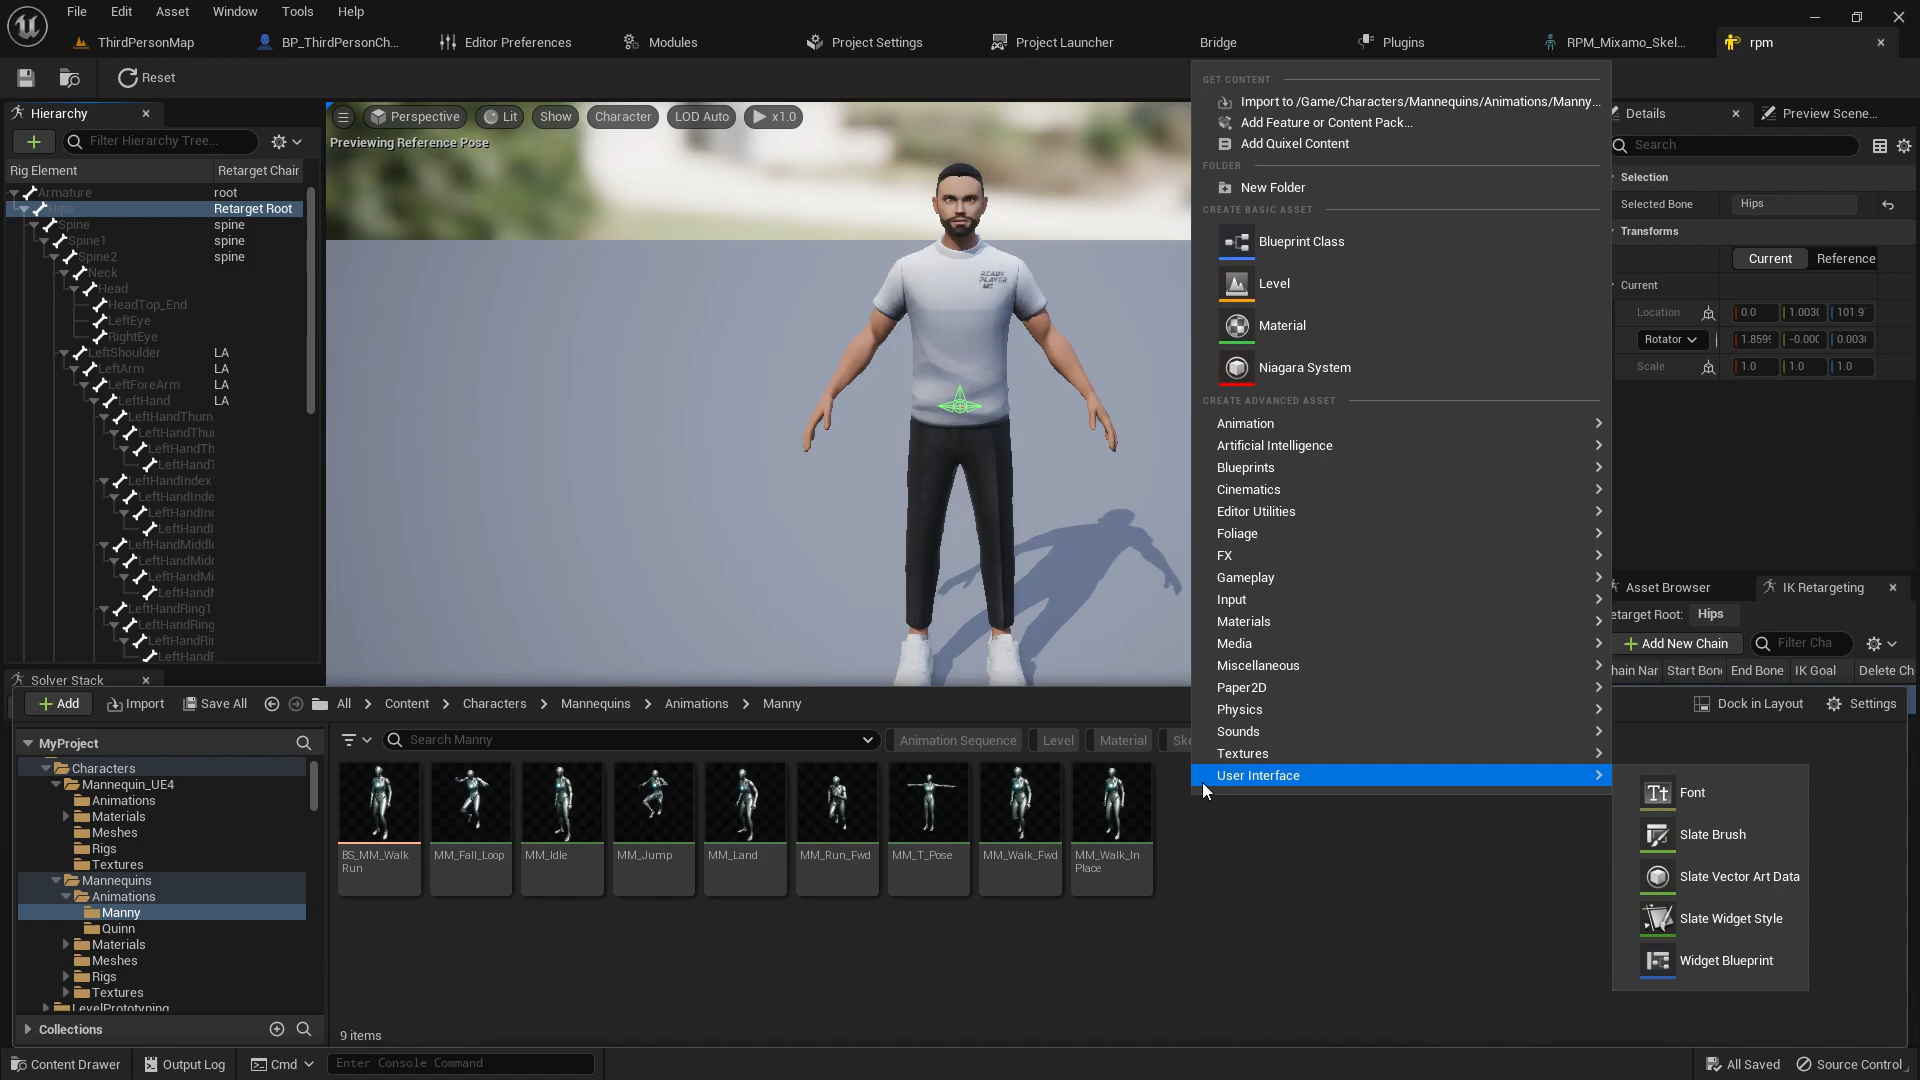 File Edit Asset Window Tools Help
ThirdPersonMap BP_ThirdPersonCh... Editor Preferences Modules Project Settings Project Launcher Bridge Plugins RPM_Mixamo_Skel... rpm
Reset
Hierarchy
Filter Hierarchy Tree...
Rig Element Retarget Chair
Armature root
Hips Retarget Root
Spine spine
Spine1 spine
Spine2 spine
Neck
Head
HeadTop_End
LeftEye
RightEye
LeftShoulder LA
LeftArm LA
LeftForeArm LA
LeftHand LA
LeftHandThum
LeftHandThu
LeftHandTh
LeftHandT
LeftHandIndex
LeftHandInde
LeftHandInd
LeftHandI
LeftHandMiddle
LeftHandMidd
LeftHandMi
LeftHandM
LeftHandRing1
LeftHandRing
LeftHandRin
LeftHandF
Solver Stack
Perspective Lit Show Character LOD Auto x1.0
Previewing Reference Pose
READY
PLAYER
ME
GET CONTENT
Import to /Game/Characters/Mannequins/Animations/Manny...
Add Feature or Content Pack...
Add Quixel Content
FOLDER
New Folder
CREATE BASIC ASSET
Blueprint Class
Level
Material
Niagara System
CREATE ADVANCED ASSET
Animation
Artificial Intelligence
Blueprints
Cinematics
Editor Utilities
Foliage
FX
Gameplay
Input
Materials
Media
Miscellaneous
Paper2D
Physics
Sounds
Textures
User Interface
Font
Slate Brush
Slate Vector Art Data
Slate Widget Style
Widget Blueprint
Details Preview Scene...
Search
Selection
Selected Bone Hips
Transforms
Current Reference
Current
Location 0.0 1.003( 101.9
Rotator 1.859 -0.00( 0.003
Scale 1.0 1.0 1.0
Asset Browser IK Retargeting
etarget Root: Hips
Add New Chain Filter Cha
hain Nar Start Bon End Bone IK Goal Delete Ch
Add Import Save All All Content Characters Mannequins Animations Manny Dock in Layout Settings
MyProject
Characters
Mannequin_UE4
Animations
Materials
Meshes
Rigs
Textures
Mannequins
Animations
Manny
Quinn
Materials
Meshes
Rigs
Textures
LevelPrototyping
Collections
Search Manny Animation Sequence Level Material Ske
BS_MM_Walk
Run
MM_Fall_Loop
MM_Idle
MM_Jump
MM_Land
MM_Run_Fwd
MM_T_Pose
MM_Walk_Fwd
MM_Walk_In
Place
9 items
Content Drawer Output Log Cmd Enter Console Command All Saved Source Control